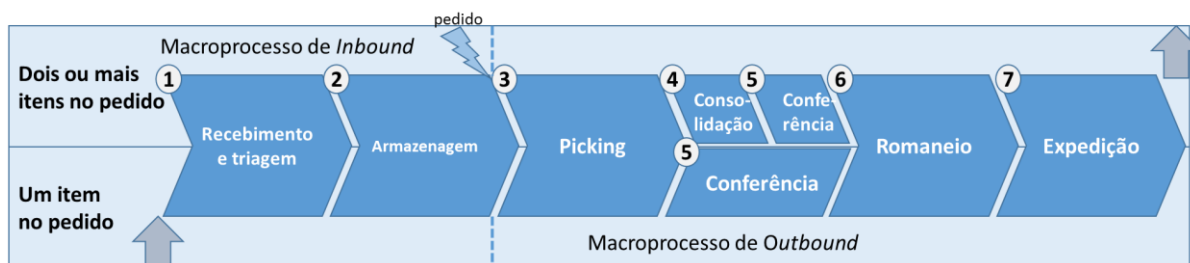 pedido
Macroprocesso de Inbound
Dois ou mais
itens no pedido
1
2
3
4
5
6
7
Recebimento
e triagem
Armazenagem
Picking
Conso-
lidação
Confe-
rência
Romaneio
Expedição
5
Conferência
Um item
no pedido
Macroprocesso de Outbound